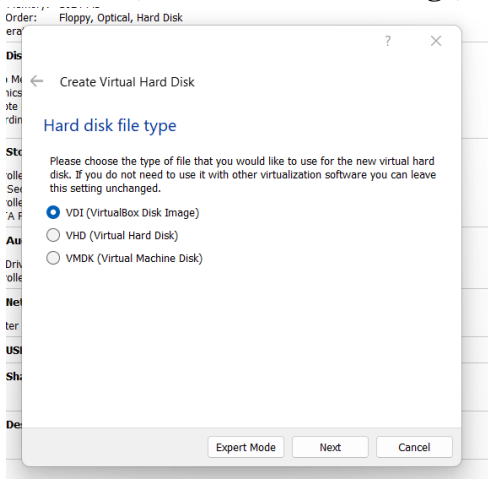 Order: Floppy, Optical, Hard Disk
?
Create Virtual Hard Disk
Hard disk file type
Please choose the type of file that you would like to use for the new virtual hard
disk. If you do not need to use it with other virtualization software you can leave
this setting unchanged.
VDI (VirtualBox Disk Image)
VHD (Virtual Hard Disk)
VMDK (Virtual Machine Disk)
Expert Mode Next Cancel